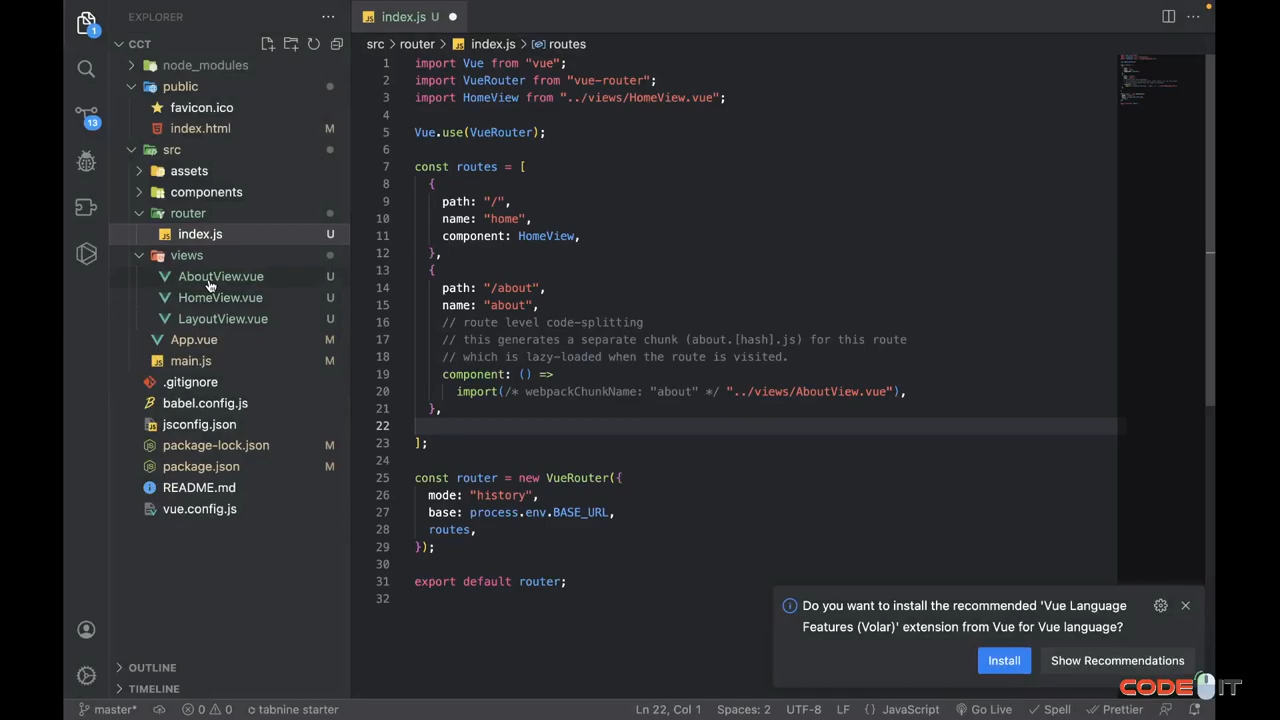 EXPLORER
index.js U
1
CCT
src › router › index.js › routes
node_modules
public
favicon.ico
index.html M
13
src
assets
components
router
index.js U
views
AboutView.vue U
HomeView.vue U
LayoutView.vue U
App.vue M
main.js M
.gitignore
babel.config.js
jsconfig.json
package-lock.json M
package.json M
README.md
vue.config.js
OUTLINE
TIMELINE
1 import Vue from "vue";
2 import VueRouter from "vue-router";
3 import HomeView from "../views/HomeView.vue";
4
5 Vue.use(VueRouter);
6
7 const routes = [
8 {
9 path: "/",
10 name: "home",
11 component: HomeView,
12 },
13 {
14 path: "/about",
15 name: "about",
16 // route level code-splitting
17 // this generates a separate chunk (about.[hash].js) for this route
18 // which is lazy-loaded when the route is visited.
19 component: () =>
20 import(/* webpackChunkName: "about" */ "../views/AboutView.vue"),
21 },
22
23 ];
24
25 const router = new VueRouter({
26 mode: "history",
27 base: process.env.BASE_URL,
28 routes,
29 });
30
31 export default router;
32
Do you want to install the recommended 'Vue Language
Features (Volar)' extension from Vue for Vue language?
Install
Show Recommendations
CODE IT
master*
0 0
tabnine starter
Ln 22, Col 1
Spaces: 2
UTF-8
LF
{ } JavaScript
Go Live
Spell
Prettier